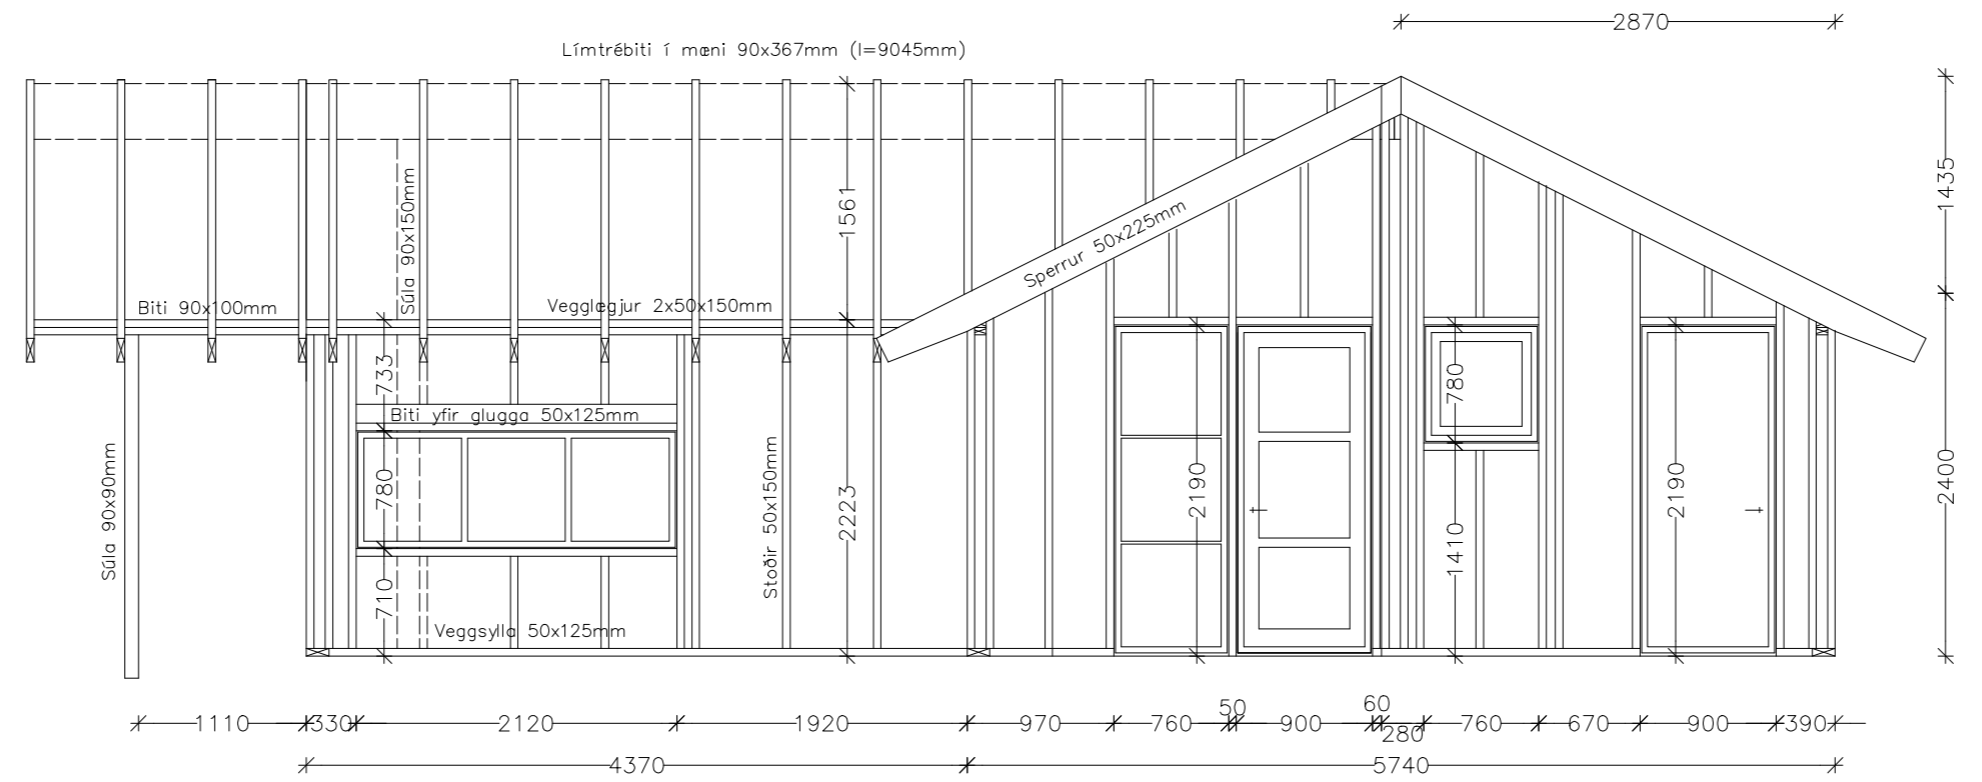 2870
Límtrébiti í mæni 90x367mm (l=9045mm)
1435
1561
Súla 90x150mm
Sperrur 50x225mm
Biti 90x100mm
Vegglægjur 2x50x150mm
733
780
Biti yfir glugga 50x125mm
2400
Súla 90x90mm
780
Stoðir 50x150mm
2223
2190
2190
1410
710
Veggsylla 50x125mm
1110 330 2120 1920 970 760 50 900 60 280 760 670 900 390
4370 5740